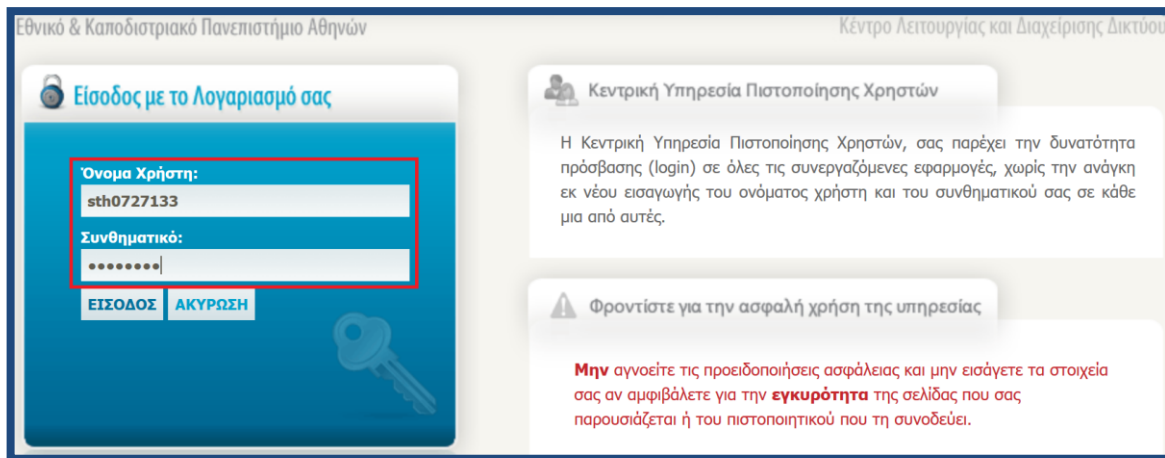 Εθνικό & Καποδιστριακό Πανεπιστήμιο Αθηνών
Κέντρο Λειτουργίας και Διαχείρισης Δικτύου
Είσοδος με το Λογαριασμό σας
Όνομα Χρήστη:
sth0727133
Συνθηματικό:
••••••••
ΕΙΣΟΔΟΣ ΑΚΥΡΩΣΗ
Κεντρική Υπηρεσία Πιστοποίησης Χρηστών
Η Κεντρική Υπηρεσία Πιστοποίησης Χρηστών, σας παρέχει την δυνατότητα
πρόσβασης (login) σε όλες τις συνεργαζόμενες εφαρμογές, χωρίς την ανάγκη
εκ νέου εισαγωγής του ονόματος χρήστη και του συνθηματικού σας σε κάθε
μια από αυτές.
Φροντίστε για την ασφαλή χρήση της υπηρεσίας
Μην αγνοείτε τις προειδοποιήσεις ασφάλειας και μην εισάγετε τα στοιχεία
σας αν αμφιβάλετε για την εγκυρότητα της σελίδας που σας
παρουσιάζεται ή του πιστοποιητικού που τη συνοδεύει.